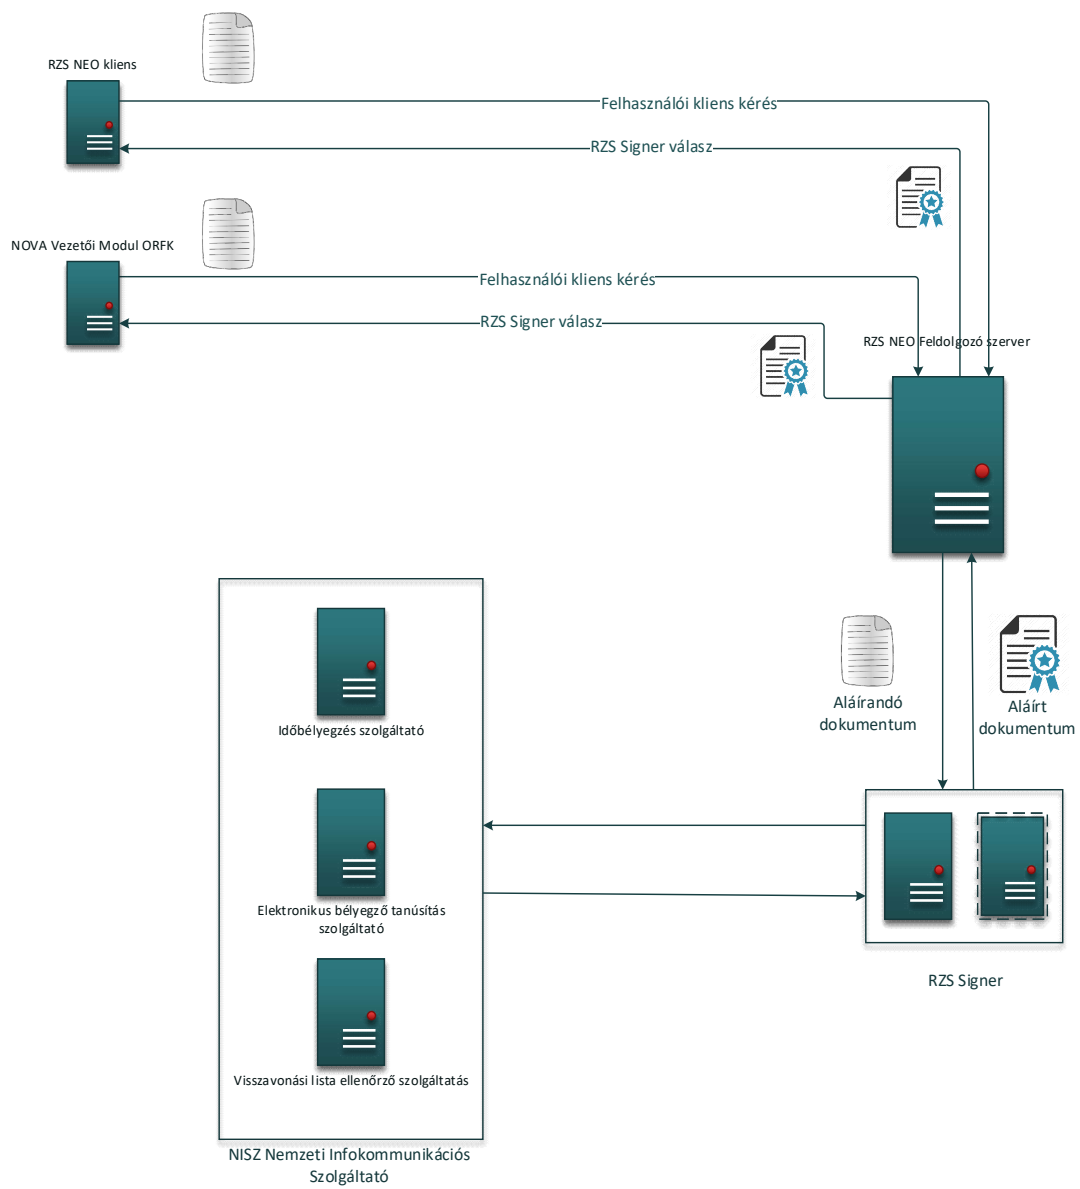 RZS NEO kliens
Felhasználói kliens kérés
RZS Signer válasz
NOVA Vezetői Modul ORFK
Felhasználói kliens kérés
RZS Signer válasz
RZS NEO Feldolgozó szerver
Aláírandó
dokumentum
Aláírt
dokumentum
Időbélyegzés szolgáltató
Elektronikus bélyegző tanúsítás
szolgáltató
Visszavonási lista ellenőrző szolgáltatás
RZS Signer
NISZ Nemzeti Infokommunikációs
Szolgáltató